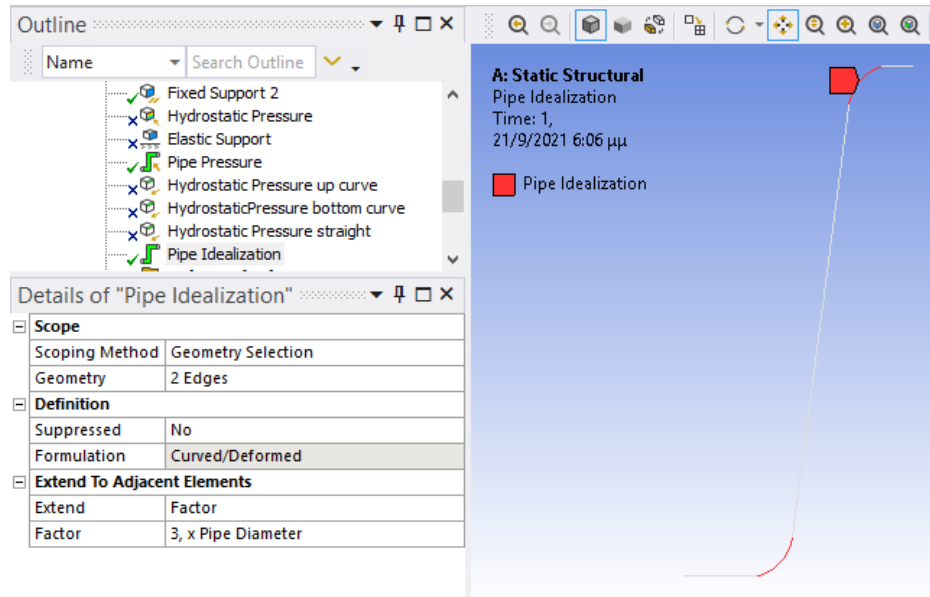 Outline
Name
Search Outline
Fixed Support 2
Hydrostatic Pressure
Elastic Support
Pipe Pressure
Hydrostatic Pressure up curve
HydrostaticPressure bottom curve
Hydrostatic Pressure straight
Pipe Idealization
Details of "Pipe Idealization"
Scope
Scoping Method Geometry Selection
Geometry 2 Edges
Definition
Suppressed No
Formulation Curved/Deformed
Extend To Adjacent Elements
Extend Factor
Factor 3, x Pipe Diameter
A: Static Structural
Pipe Idealization
Time: 1,
21/9/2021 6:06 μμ
Pipe Idealization